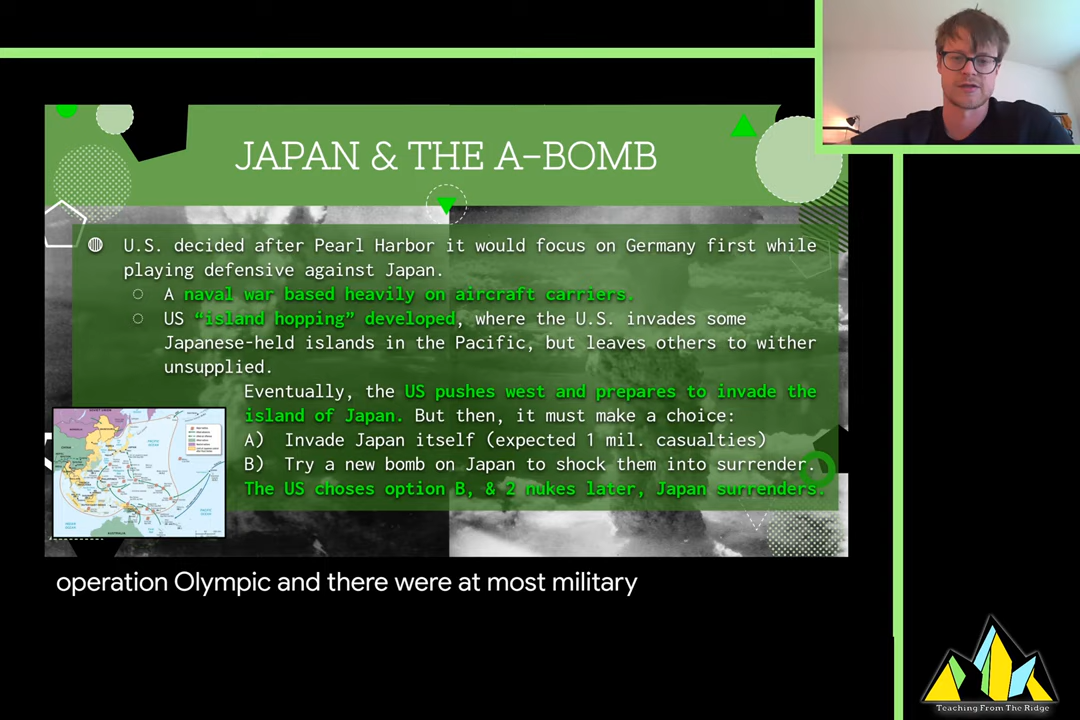 JAPAN & THE A-BOMB
U.S. decided after Pearl Harbor it would focus on Germany first while
playing defensive against Japan.
A naval war based heavily on aircraft carriers.
US “island hopping” developed, where the U.S. invades some
Japanese-held islands in the Pacific, but leaves others to wither
unsupplied.
Eventually, the US pushes west and prepares to invade the
island of Japan. But then, it must make a choice:
A) Invade Japan itself (expected 1 mil. casualties)
B) Try a new bomb on Japan to shock them into surrender.
The US choses option B, & 2 nukes later, Japan surrenders.
operation Olympic and there were at most military
Teaching From The Ridge